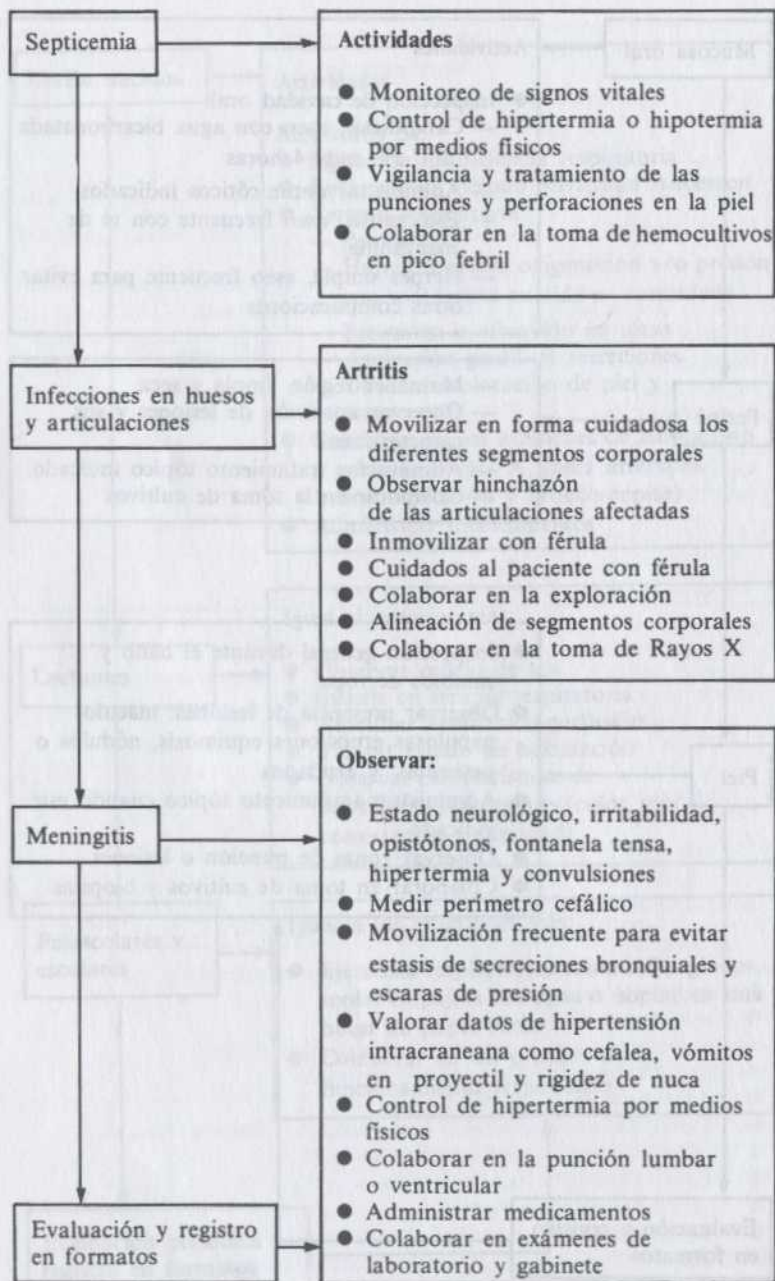 Septicemia
Actividades
● Monitoreo de signos vitales
● Control de hipertermia o hipotermia
por medios físicos
● Vigilancia y tratamiento de las
punciones y perforaciones en la piel
● Colaborar en la toma de hemocultivos
en pico febril
Infecciones en huesos
y articulaciones
Artritis
● Movilizar en forma cuidadosa los
diferentes segmentos corporales
● Observar hinchazón
de las articulaciones afectadas
● Inmovilizar con férula
● Cuidados al paciente con férula
● Colaborar en la exploración
● Alineación de segmentos corporales
● Colaborar en la toma de Rayos X
Meningitis
Observar:
● Estado neurológico, irritabilidad,
opistótonos, fontanela tensa,
hipertermia y convulsiones
● Medir perímetro cefálico
● Movilización frecuente para evitar
estasis de secreciones bronquiales y
escaras de presión
● Valorar datos de hipertensión
intracraneana como cefalea, vómitos
en proyectil y rigidez de nuca
● Control de hipertermia por medios
físicos
● Colaborar en la punción lumbar
o ventricular
● Administrar medicamentos
● Colaborar en exámenes de
laboratorio y gabinete
Evaluación y registro
en formatos